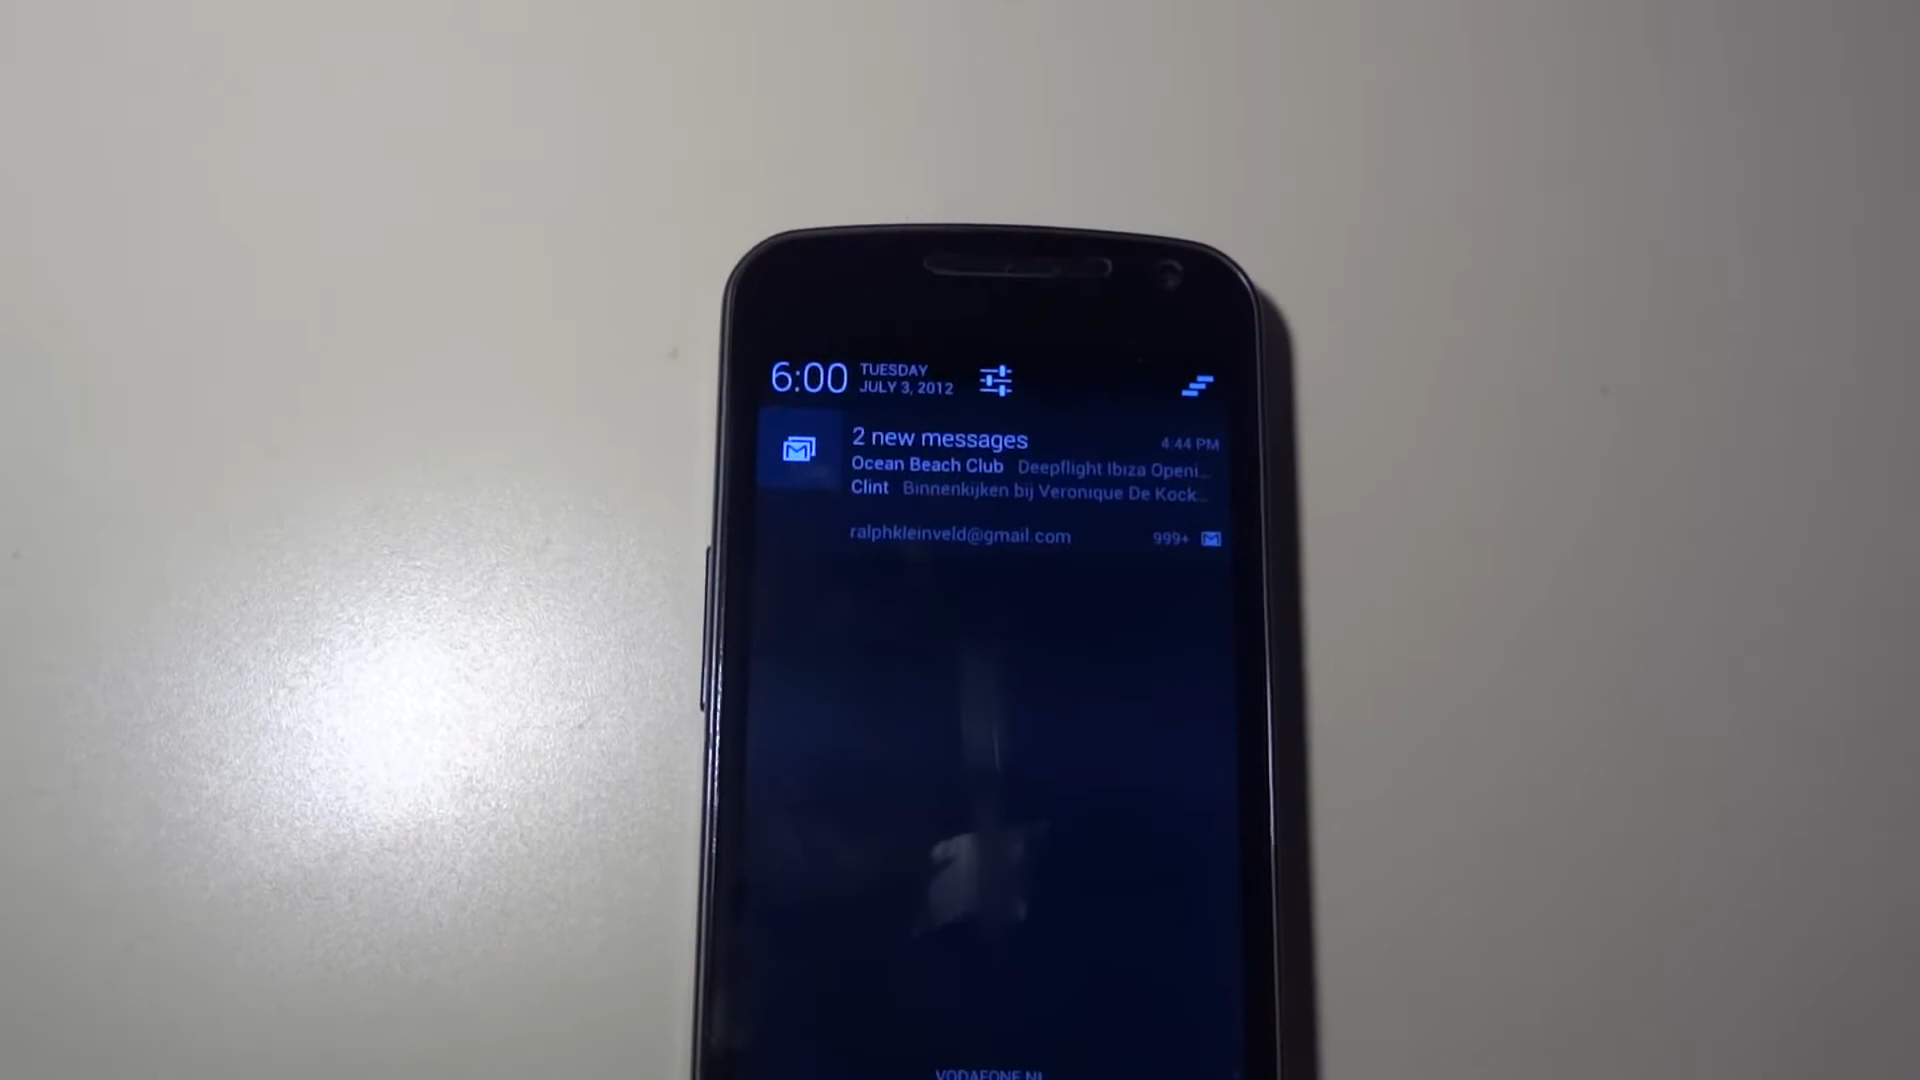 6:00 TUESDAY
JULY 3, 2012
2 new messages 4:44 PM
Ocean Beach Club Deepflight Ibiza Openi...
Clint Binnenkijken bij Veronique De Kock...
ralphkleinveld@gmail.com 999+
VODAFONE NL